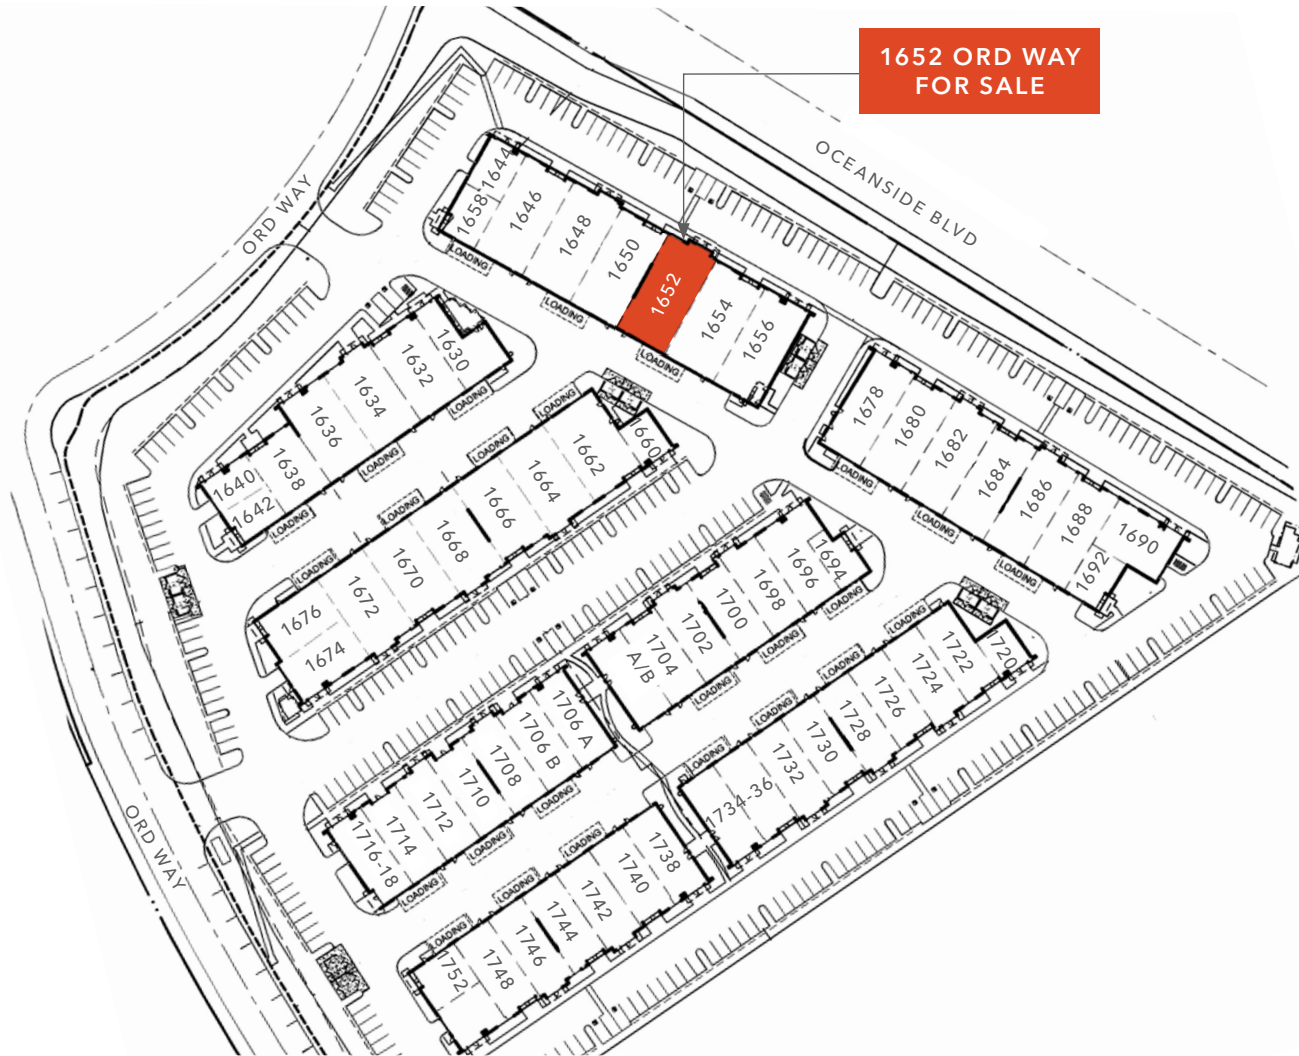 1652 ORD WAY
FOR SALE
OCEANSIDE BLVD
ORD WAY
1644
1658
1646
1648
1650
1652
1654
1656
LOADING
LOADING
LOADING
1630
1632
1634
1636
1638
1640
1642
LOADING
LOADING
LOADING
1678
1680
1682
1684
1686
1688
1690
1692
LOADING
LOADING
LOADING
1660
1662
1664
1666
1668
1670
1672
1676
1674
LOADING
LOADING
LOADING
LOADING
1694
1696
1698
1700
1702
1704
A/B
LOADING
LOADING
LOADING
1706 A
1706 B
1708
1710
1712
1714
1716-18
LOADING
LOADING
LOADING
1720
1722
1724
1726
1728
1730
1732
1734-36
LOADING
LOADING
LOADING
LOADING
1738
1740
1742
1744
1746
1748
1752
LOADING
LOADING
LOADING
ORD WAY